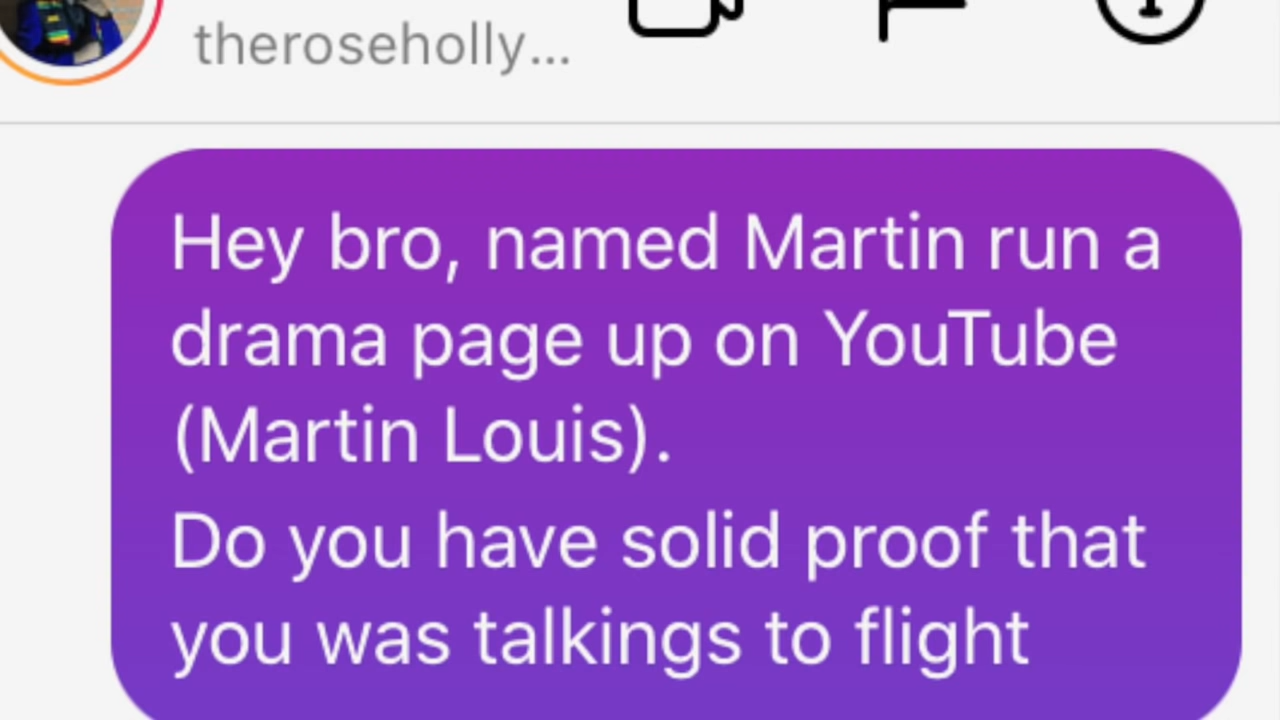 theroseholly...
Hey bro, named Martin run a
drama page up on YouTube
(Martin Louis).
Do you have solid proof that
you was talkings to flight